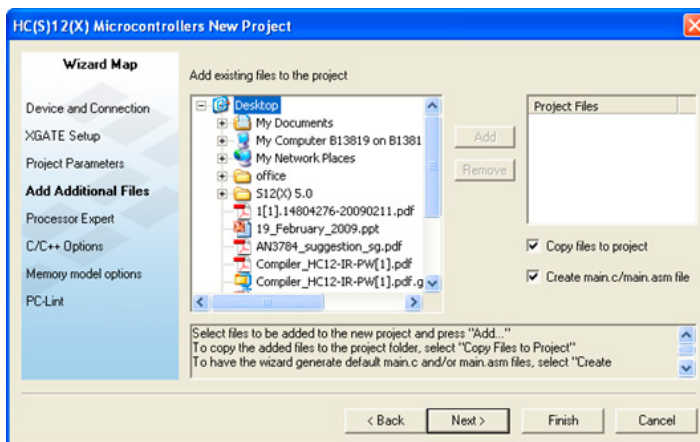 HC(S)12(X) Microcontrollers New Project
Wizard Map
Device and Connection
XGATE Setup
Project Parameters
Add Additional Files
Processor Expert
C/C++ Options
Memory model options
PC-Lint
Add existing files to the project
Desktop
My Documents
My Computer B13819 on B1381
My Network Places
office
S12(X) 5.0
1[1].14804276-20090211.pdf
19_February_2009.ppt
AN3784_suggestion_sg.pdf
Compiler_HC12-IR-PW[1].pdf
Compiler_HC12-IR-PW[1].pdf.g
Add
Remove
Project Files
Copy files to project
Create main.c/main.asm file
Select files to be added to the new project and press "Add..."
To copy the added files to the project folder, select "Copy Files to Project"
To have the wizard generate default main.c and/or main.asm files, select "Create
< Back
Next >
Finish
Cancel